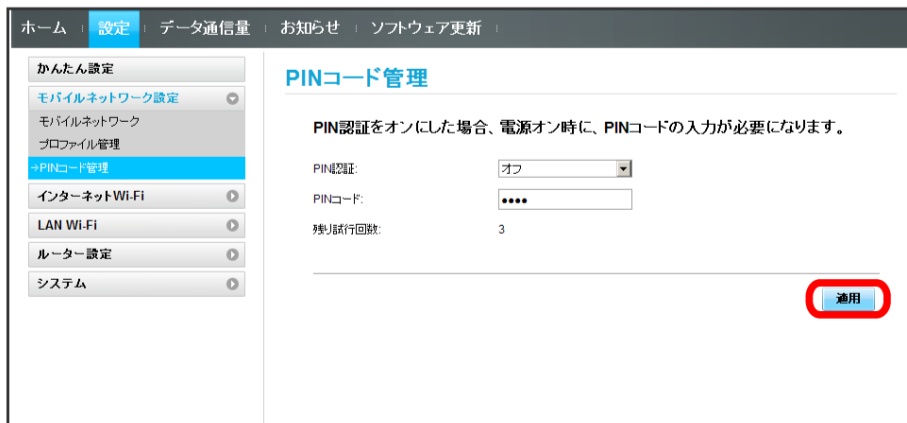 ホーム 設定 データ通信量 お知らせ ソフトウェア更新
かんたん設定
モバイルネットワーク設定
モバイルネットワーク
プロファイル管理
→PINコード管理
インターネットWi-Fi
LAN Wi-Fi
ルーター設定
システム
PINコード管理
PIN認証をオンにした場合、電源オン時に、PINコードの入力が必要になります。
PIN認証: オフ
PINコード: ••••
残り試行回数: 3
適用